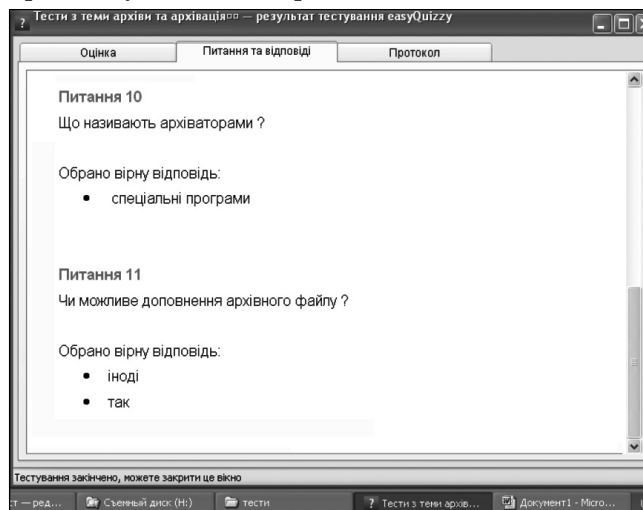 Тести з теми архіви та архівація¤¤ — результат тестування easyQuizzy
Оцінка
Питання та відповіді
Протокол
Питання 10
Що називають архіваторами ?
Обрано вірну відповідь:
• спеціальні програми
Питання 11
Чи можливе доповнення архівного файлу ?
Обрано вірну відповідь:
• іноді
• так
Тестування закінчено, можете закрити це вікно
ст — ред...
Съемный диск (H:)
тести
? Тести з теми архів...
Документ1 - Micro...